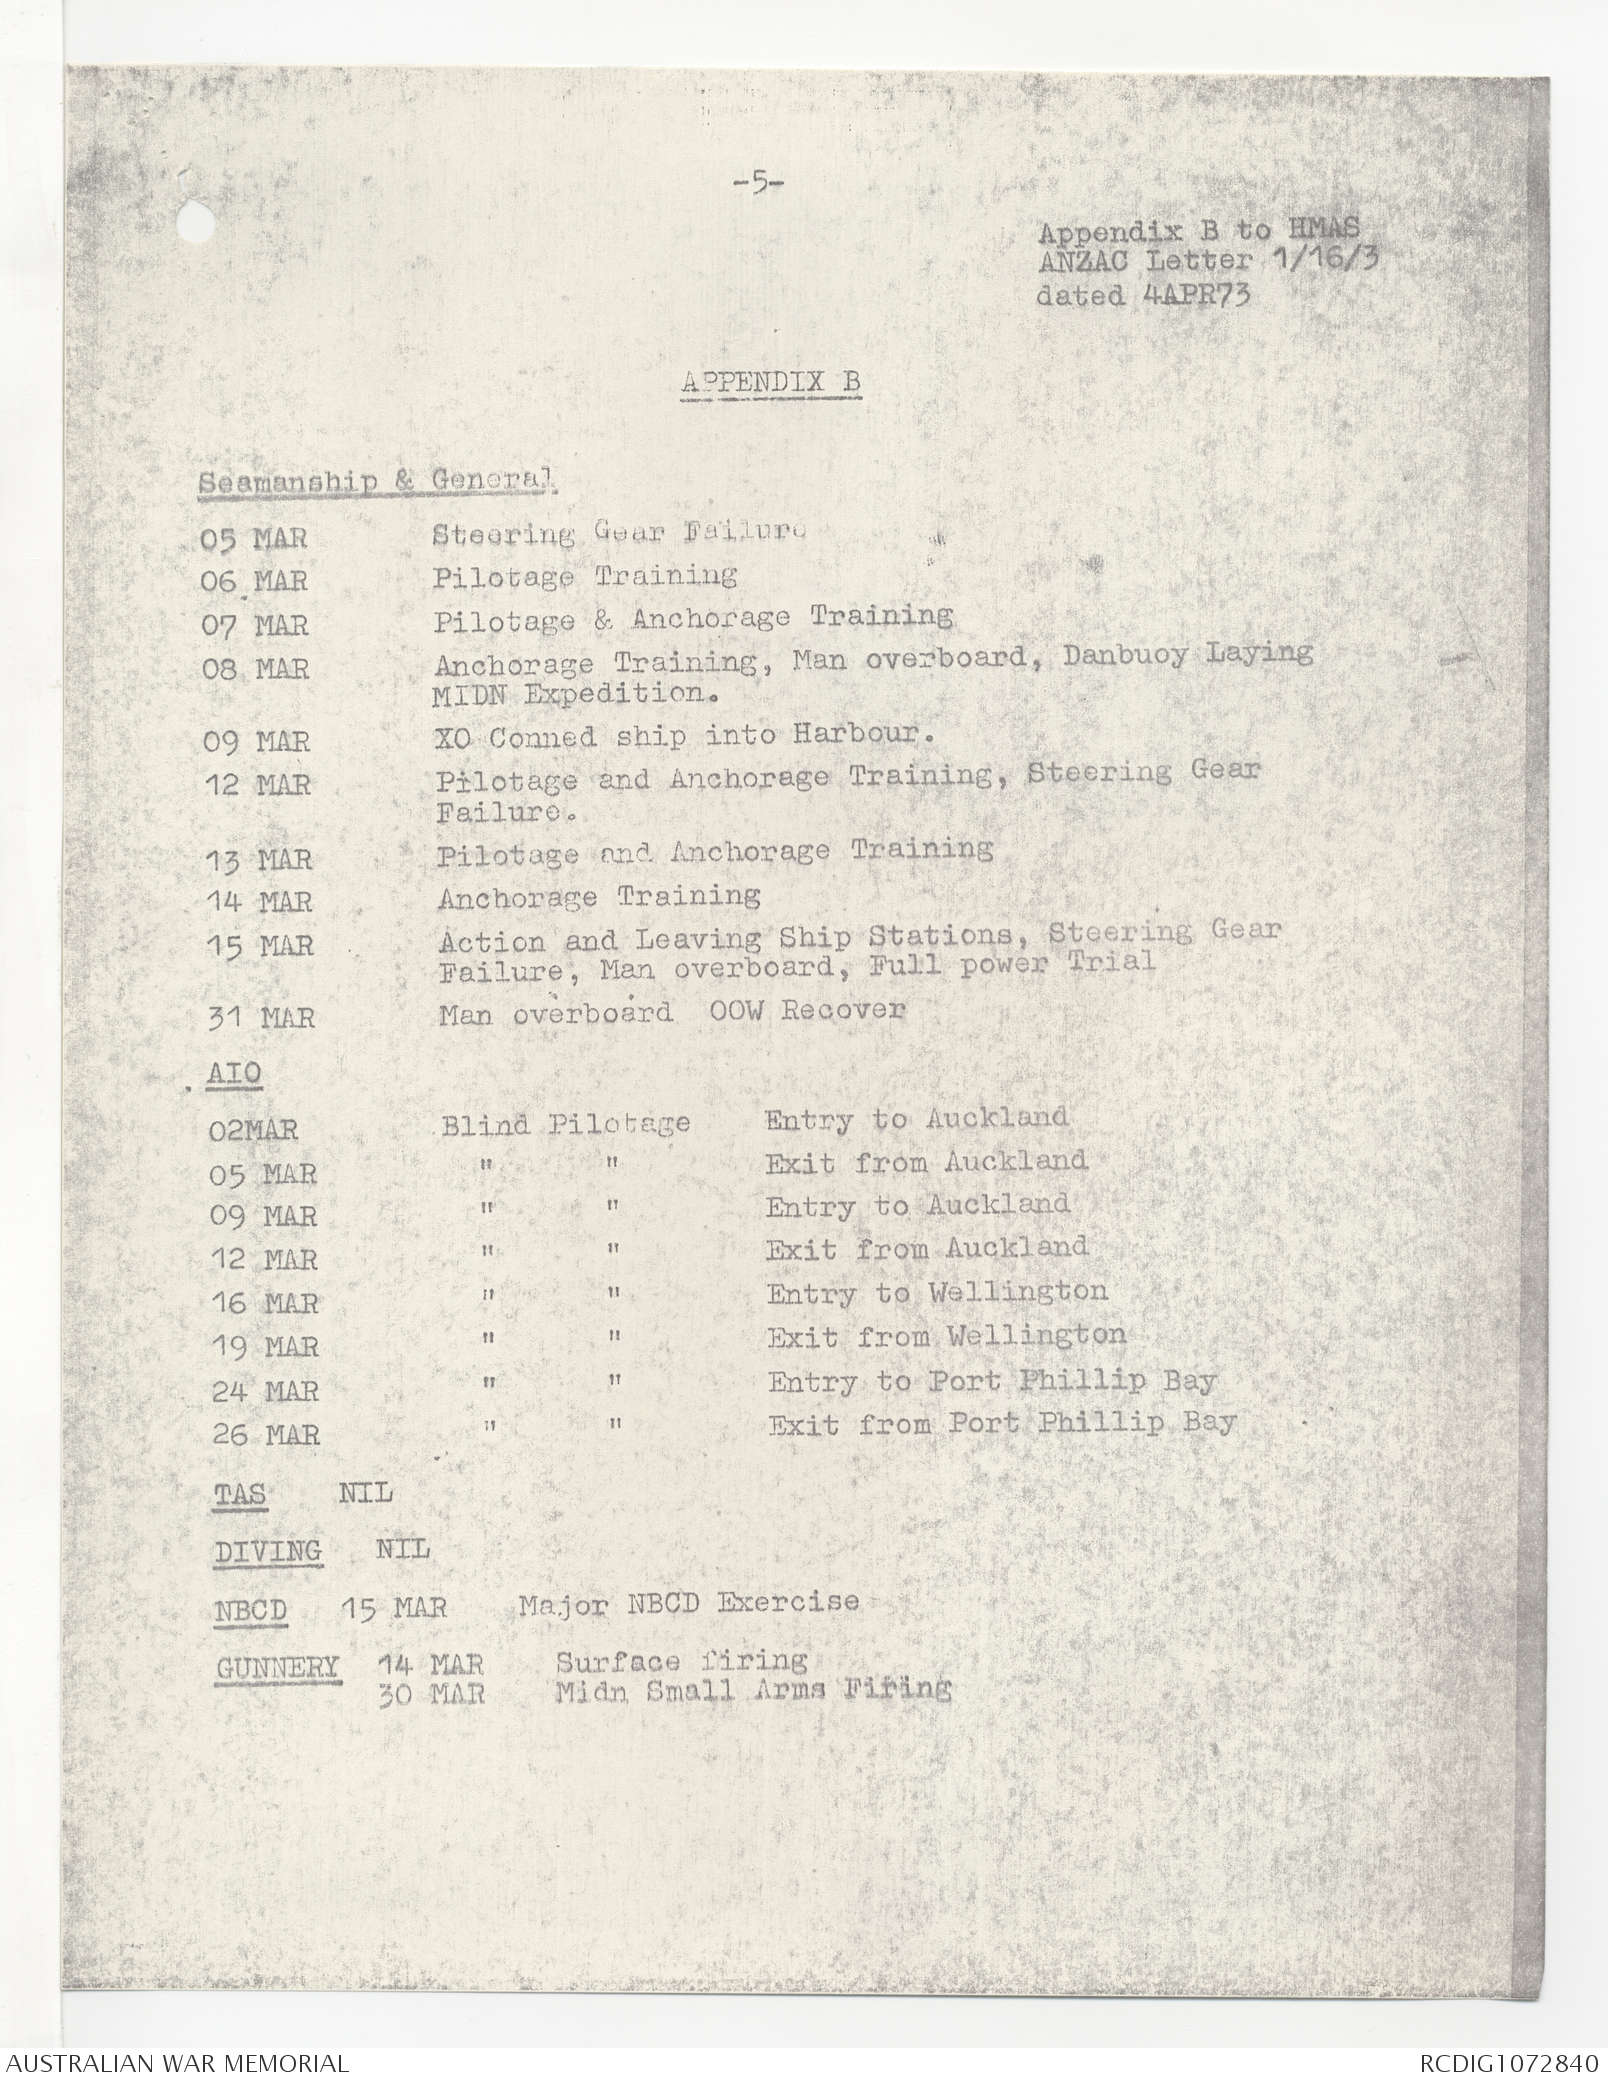 -5-
Appendix B to HMAS
ANZAC Letter 1/16/3
dated 4APR73
APPENDIX B
Seamanship & General
05 MAR Steering Gear Failure
06 MAR Pilotage Training
07 MAR Pilotage & Anchorage Training
08 MAR Anchorage Training, Man overboard, Danbuoy Laying
MIDN Expedition.
09 MAR XO Conned ship into Harbour.
12 MAR Pilotage and Anchorage Training, Steering Gear
Failure.
13 MAR Pilotage and Anchorage Training
14 MAR Anchorage Training
15 MAR Action and Leaving Ship Stations, Steering Gear
Failure, Man overboard, Full power Trial
31 MAR Man overboard OOW Recover
AIO
02MAR Blind Pilotage Entry to Auckland
05 MAR " " Exit from Auckland
09 MAR " " Entry to Auckland
12 MAR " " Exit from Auckland
16 MAR " " Entry to Wellington
19 MAR " " Exit from Wellington
24 MAR " " Entry to Port Phillip Bay
26 MAR " " Exit from Port Phillip Bay
TAS NIL
DIVING NIL
NBCD 15 MAR Major NBCD Exercise
GUNNERY 14 MAR Surface firing
30 MAR Midn Small Arms Firing
AUSTRALIAN WAR MEMORIAL RCDIG1072840